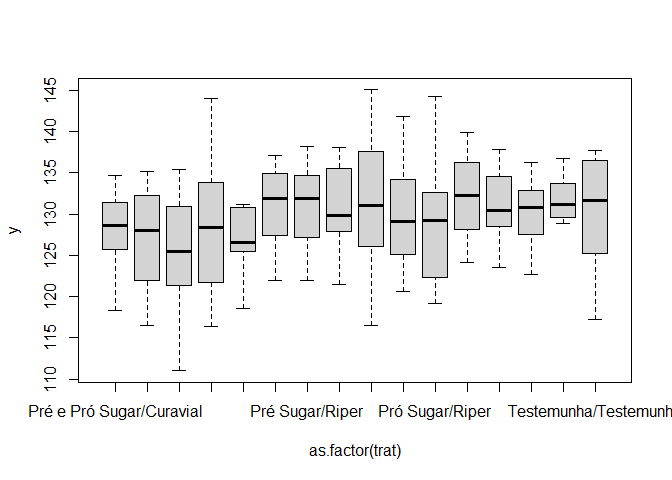 145
140
135
130
125
120
115
110
y
Pré e Pró Sugar/Curavial Pré Sugar/Riper Pró Sugar/Riper Testemunha/Testemunh
as.factor(trat)